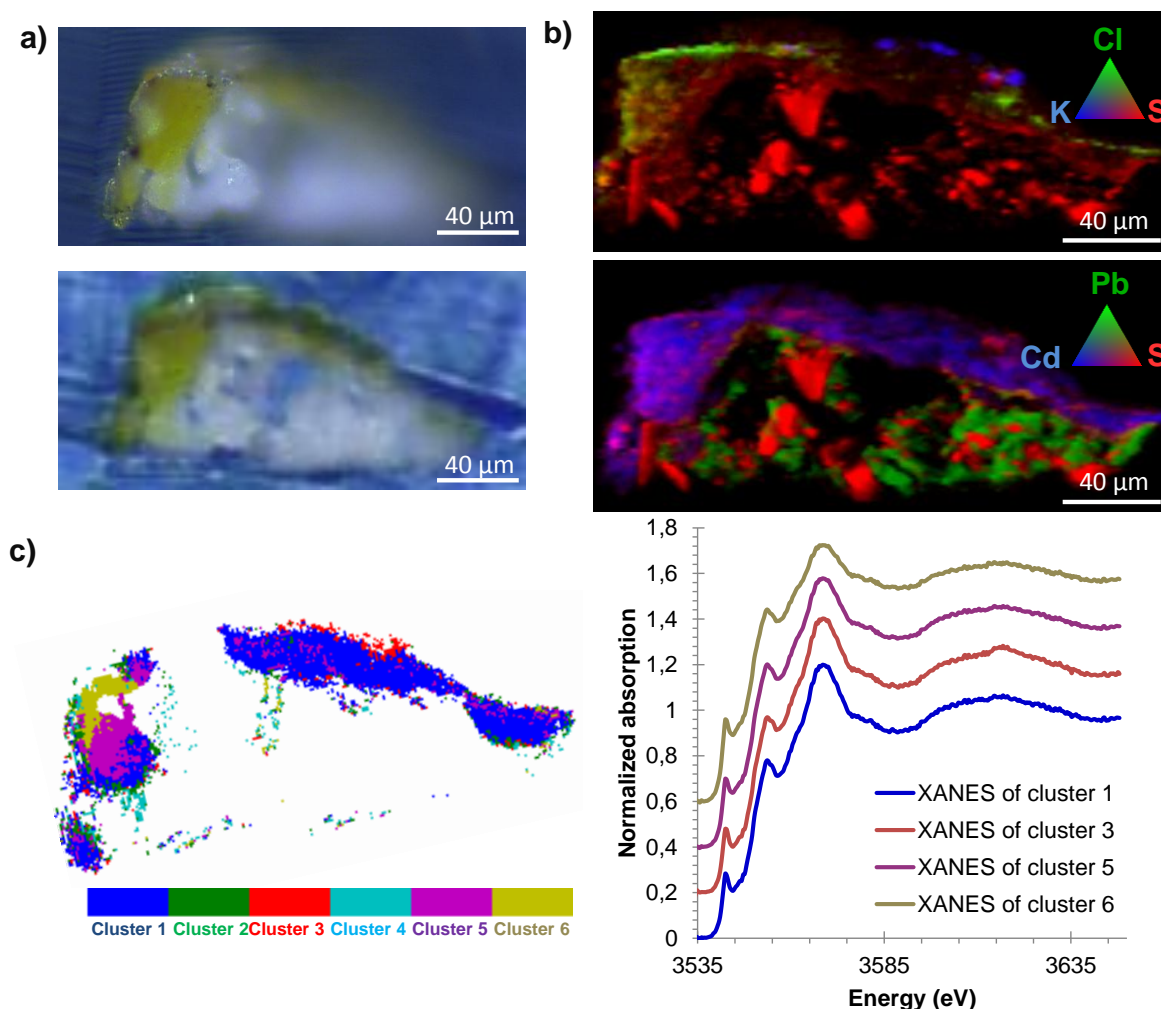 a)
40 µm
40 µm
b)
Cl
K S
40 µm
Pb
Cd S
40 µm
c)
Cluster 1 Cluster 2 Cluster 3 Cluster 4 Cluster 5 Cluster 6
1,8
1,6
1,4
1,2
1
0,8
0,6
0,4
0,2
0
Normalized absorption
XANES of cluster 1
XANES of cluster 3
XANES of cluster 5
XANES of cluster 6
3535 3585 3635
Energy (eV)